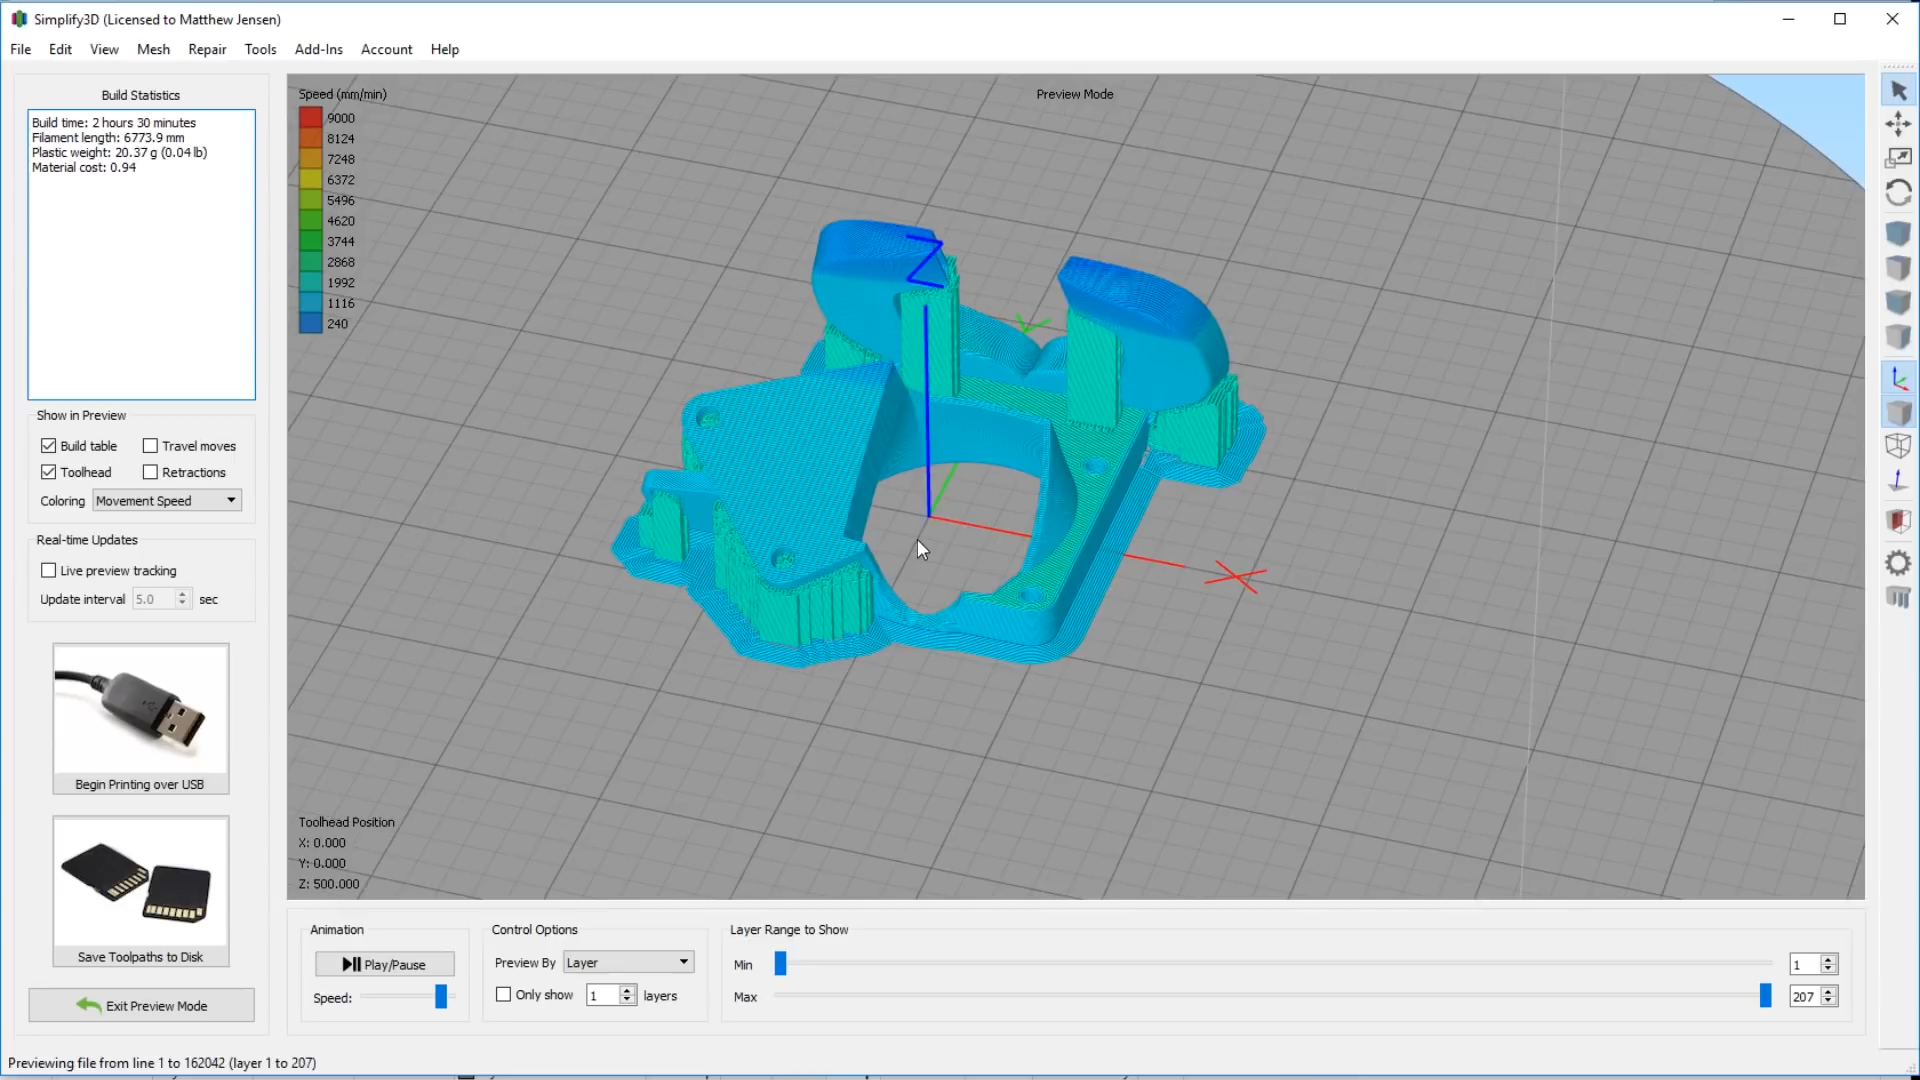 Simplify3D (Licensed to Matthew Jensen)
File Edit View Mesh Repair Tools Add-Ins Account Help
Build Statistics
Build time: 2 hours 30 minutes
Filament length: 6773.9 mm
Plastic weight: 20.37 g (0.04 lb)
Material cost: 0.94
Show in Preview
Build table Travel moves
Toolhead Retractions
Coloring Movement Speed
Real-time Updates
Live preview tracking
Update interval 5.0 sec
Begin Printing over USB
Save Toolpaths to Disk
Exit Preview Mode
Speed (mm/min)
9000
8124
7248
6372
5496
4620
3744
2868
1992
1116
240
Preview Mode
Z
Y
X
Toolhead Position
X: 0.000
Y: 0.000
Z: 500.000
Animation
Play/Pause
Speed:
Control Options
Preview By Layer
Only show 1 layers
Layer Range to Show
Min 1
Max 207
Previewing file from line 1 to 162042 (layer 1 to 207)